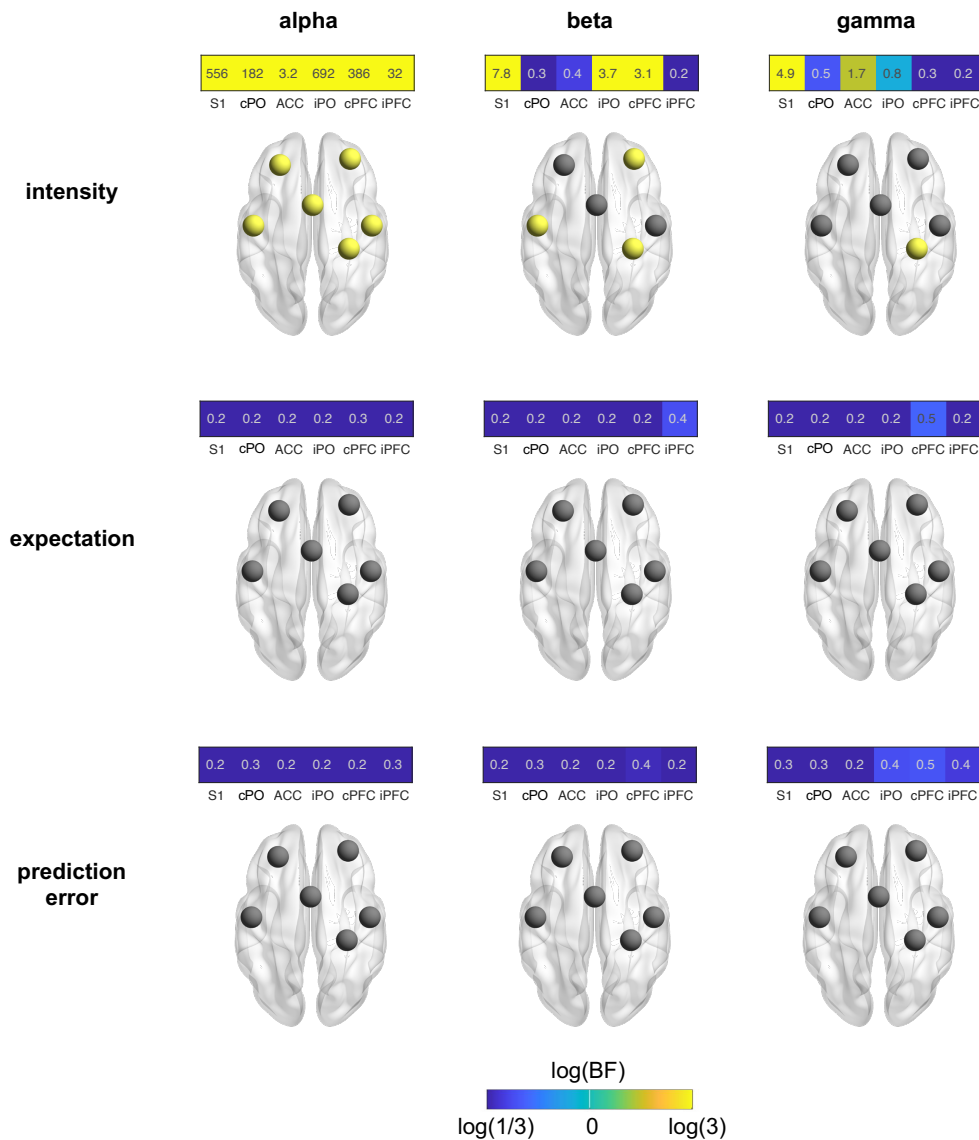 alpha beta gamma
556 182 3.2 692 386 32 7.8 0.3 0.4 3.7 3.1 0.2 4.9 0.5 1.7 0.8 0.3 0.2
S1 cPO ACC iPO cPFC iPFC S1 cPO ACC iPO cPFC iPFC S1 cPO ACC iPO cPFC iPFC
intensity
0.2 0.2 0.2 0.2 0.3 0.2 0.2 0.2 0.2 0.2 0.2 0.4 0.2 0.2 0.2 0.2 0.5 0.2
S1 cPO ACC iPO cPFC iPFC S1 cPO ACC iPO cPFC iPFC S1 cPO ACC iPO cPFC iPFC
expectation
0.2 0.3 0.2 0.2 0.2 0.3 0.2 0.3 0.2 0.2 0.4 0.2 0.3 0.3 0.2 0.4 0.5 0.4
S1 cPO ACC iPO cPFC iPFC S1 cPO ACC iPO cPFC iPFC S1 cPO ACC iPO cPFC iPFC
prediction
error
log(BF)
log(1/3) 0 log(3)